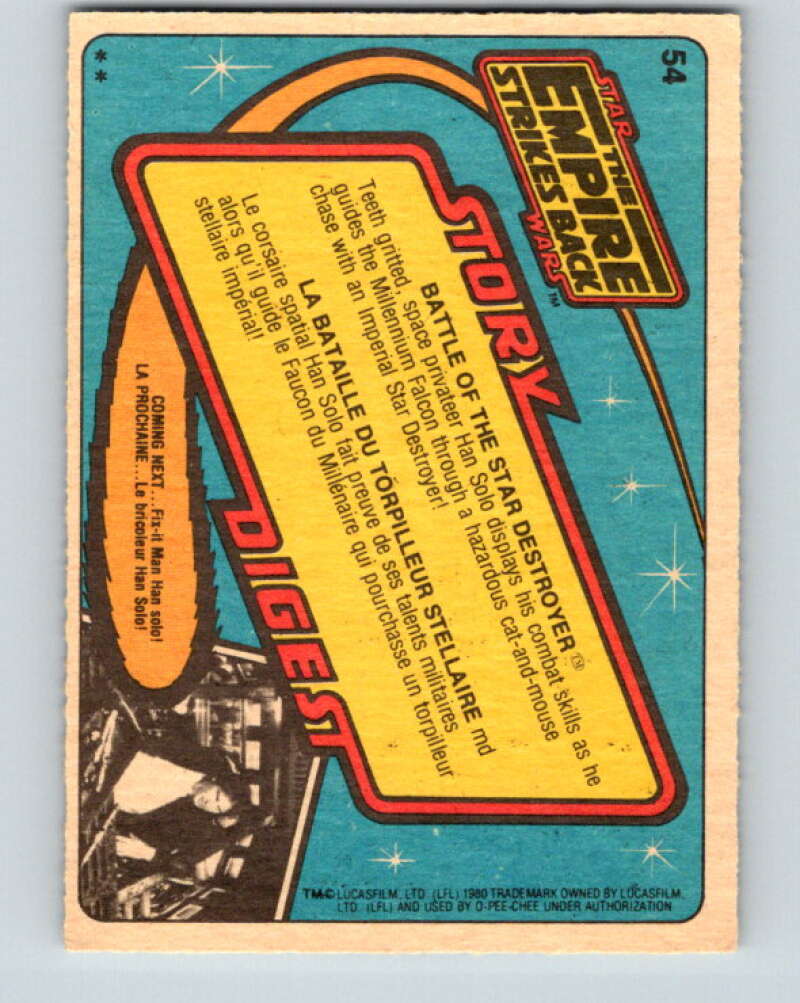 54
STAR
THE
EMPIRE
STRIKES BACK
WARS™
STORY
BATTLE OF THE STAR DESTROYER TM
Teeth gritted, space privateer Han Solo displays his combat skills as he
guides the Millennium Falcon through a hazardous cat-and-mouse
chase with an Imperial Star Destroyer!
LA BATAILLE DU TORPILLEUR STELLAIRE md
Le corsaire spatial Han Solo fait preuve de ses talents militaires
alors qu'il guide le Faucon du Millénaire qui pourchasse un torpilleur
stellaire impérial!
DIGEST
COMING NEXT...Fix-it Man Han solo!
LA PROCHAINE...Le bricoleur Han Solo!
TM© LUCASFILM, LTD. (LFL) 1980 TRADEMARK OWNED BY LUCASFILM,
LTD. (LFL) AND USED BY O-PEE-CHEE UNDER AUTHORIZATION
**